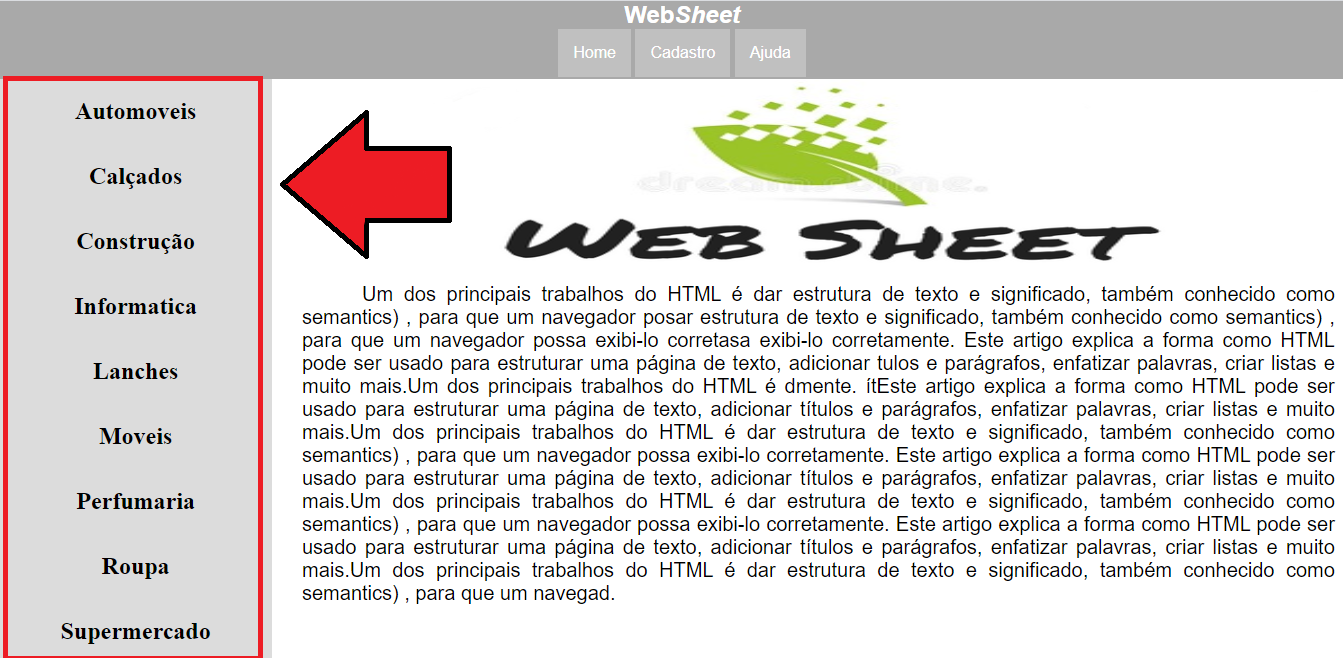 WebSheet
Home Cadastro Ajuda
Automoveis
Calçados
Construção
Informatica
Lanches
Moveis
Perfumaria
Roupa
Supermercado
dreamstime.
WEB SHEET
Um dos principais trabalhos do HTML é dar estrutura de texto e significado, também conhecido como
semantics) , para que um navegador posar estrutura de texto e significado, também conhecido como semantics) ,
para que um navegador possa exibi-lo corretasa exibi-lo corretamente. Este artigo explica a forma como HTML
pode ser usado para estruturar uma página de texto, adicionar tulos e parágrafos, enfatizar palavras, criar listas e
muito mais.Um dos principais trabalhos do HTML é dmente. ítEste artigo explica a forma como HTML pode ser
usado para estruturar uma página de texto, adicionar títulos e parágrafos, enfatizar palavras, criar listas e muito
mais.Um dos principais trabalhos do HTML é dar estrutura de texto e significado, também conhecido como
semantics) , para que um navegador possa exibi-lo corretamente. Este artigo explica a forma como HTML pode ser
usado para estruturar uma página de texto, adicionar títulos e parágrafos, enfatizar palavras, criar listas e muito
mais.Um dos principais trabalhos do HTML é dar estrutura de texto e significado, também conhecido como
semantics) , para que um navegador possa exibi-lo corretamente. Este artigo explica a forma como HTML pode ser
usado para estruturar uma página de texto, adicionar títulos e parágrafos, enfatizar palavras, criar listas e muito
mais.Um dos principais trabalhos do HTML é dar estrutura de texto e significado, também conhecido como
semantics) , para que um navegad.